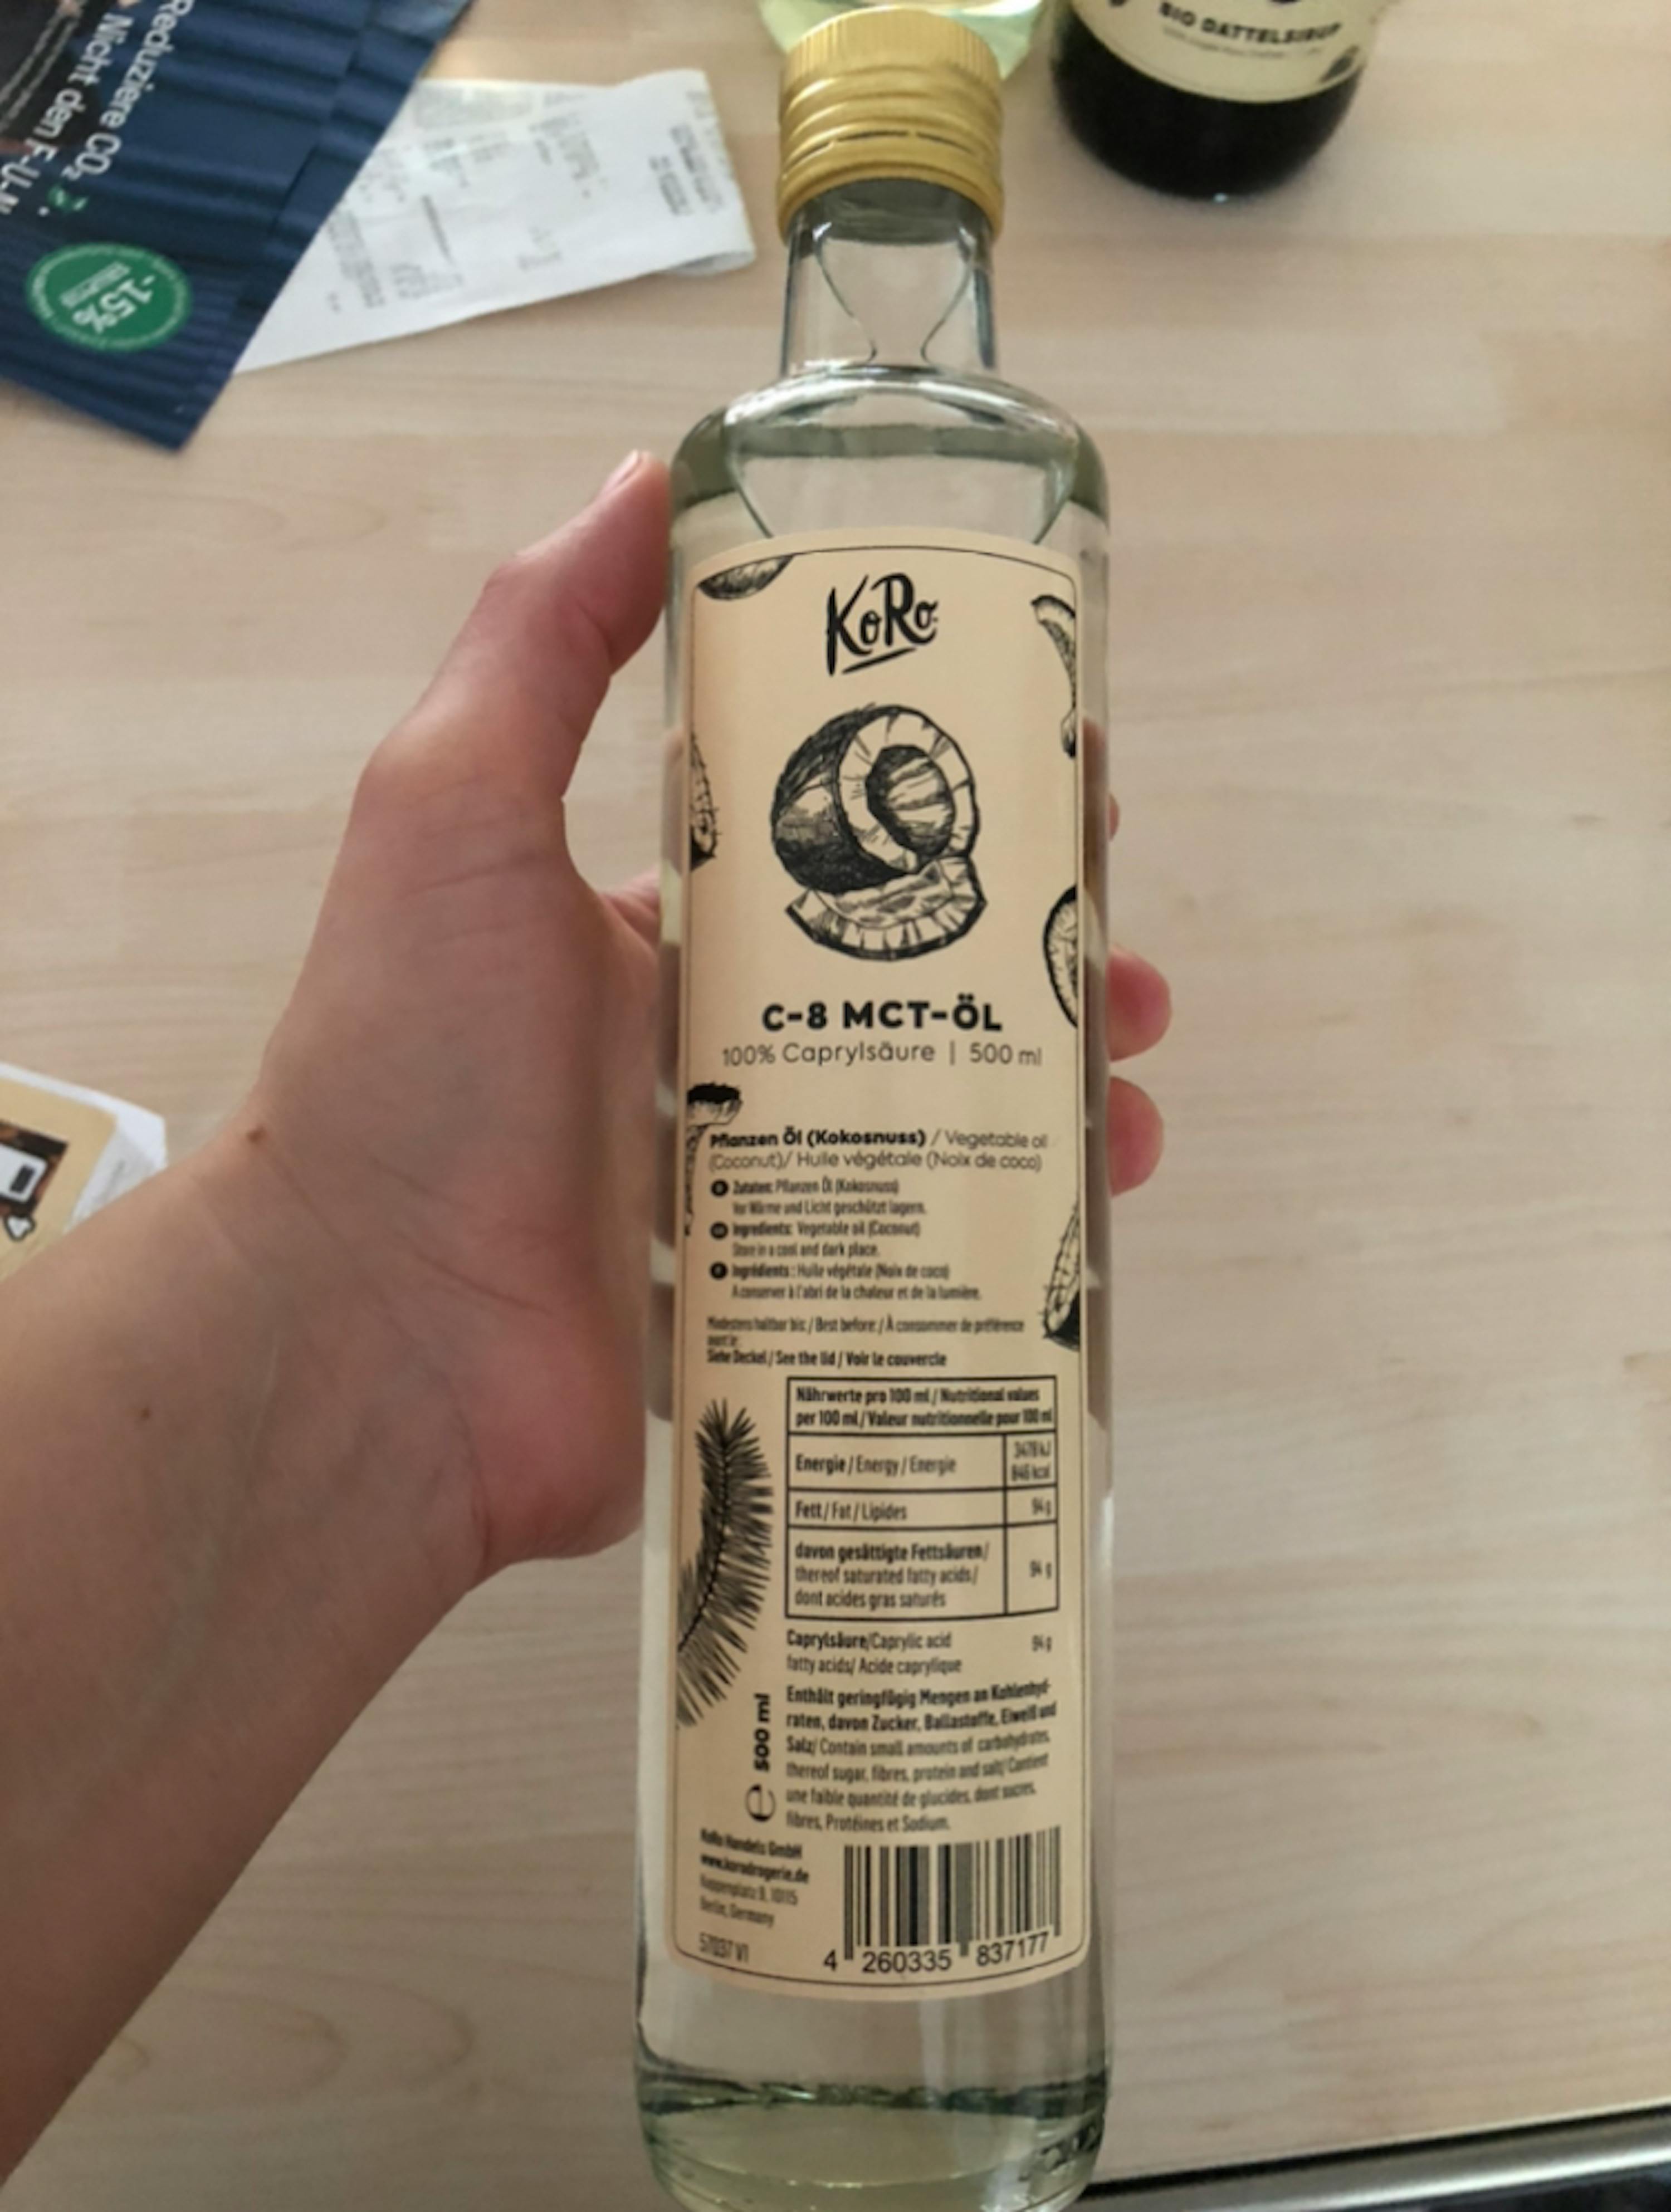 Reduziere CO₂
Nicht den F-U-N
-15%
BIO DATTELSIRUP
KoRo
C-8 MCT-ÖL
100% Caprylsäure | 500 ml
Pflanzen Öl (Kokosnuss) / Vegetable oil
(Coconut)/ Huile végétale (Noix de coco)
Zutaten: Pflanzen Öl (Kokosnuss)
Vor Wärme und Licht geschützt lagern.
Ingredients: Vegetable oil (Coconut)
Store in a cool and dark place.
Ingrédients : Huile végétale (Noix de coco)
A conserver à l'abri de la chaleur et de la lumière.
Mindestens haltbar bis: / Best before: / À consommer de préférence
avant le:
Siehe Deckel / See the lid / Voir le couvercle
Nährwerte pro 100 ml / Nutritional values
per 100 ml / Valeur nutritionnelle pour 100 ml
Energie / Energy / Energie 3478 kJ
846 kcal
Fett / Fat / Lipides 94 g
davon gesättigte Fettsäuren/
thereof saturated fatty acids/ 94 g
dont acides gras saturés
Caprylsäure/Caprylic acid 94 g
fatty acids/ Acide caprylique
Enthält geringfügig Mengen an Kohlenhyd-
raten, davon Zucker, Ballastoffe, Eiweiß und
Salz/ Contain small amounts of carbohydrates,
thereof sugar, fibres, protein and salt/ Contient
une faible quantité de glucides, dont sucres,
fibres, Protéines et Sodium.
e 500 ml
KoRo Handels GmbH
www.korodrogerie.de
Koppenplatz 9, 10115
Berlin, Germany
57037 V1
4 260335 837177